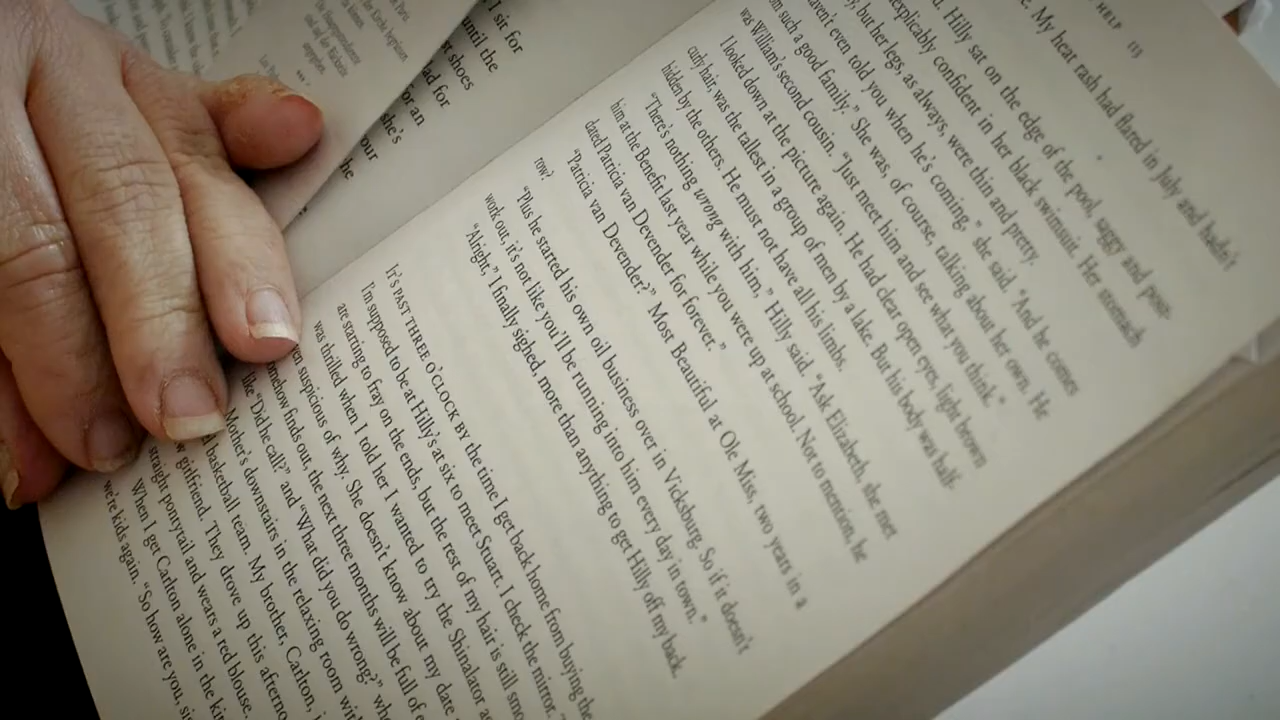 HELP 113
My heat rash had flared in July and hadn't
Hilly sat on the edge of the pool, saggy and post-
explicably confident in her black swimsuit. Her stomach
but her legs, as always, were thin and pretty.
haven't even told you when he's coming," she said. "And he comes
such a good family." She was, of course, talking about her own. He
was William's second cousin. "Just meet him and see what you think."
I looked down at the picture again. He had clear open eyes, light brown
curly hair, was the tallest in a group of men by a lake. But his body was half-
hidden by the others. He must not have all his limbs.
"There's nothing wrong with him," Hilly said. "Ask Elizabeth, she met
him at the Benefit last year while you were up at school. Not to mention, he
dated Patricia van Devender for forever."
"Patricia van Devender?" Most Beautiful at Ole Miss, two years in a
row?
"Plus he started his own oil business over in Vicksburg. So if it doesn't
work out, it's not like you'll be running into him every day in town."
"Alright," I finally sighed, more than anything to get Hilly off my back.
IT'S PAST THREE O'CLOCK BY the time I get back home from buying the
I'm supposed to be at Hilly's at six to meet Stuart. I check the mirror.
are starting to fray on the ends, but the rest of my hair is still smo
was thrilled when I told her I wanted to try the Shinalator
suspicious of why. She doesn't know about my date
somehow finds out, the next three months will be full of
like "Did he call?" and "What did you do wrong?"
Mother's downstairs in the relaxing room
basketball team. My brother, Carlton,
girlfriend. They drove up this
straight ponytail and wears a red blouse.
When I get Carlton alone in the
we're kids again. "So how are you,
I sit for
until the
shoes
for an
she's